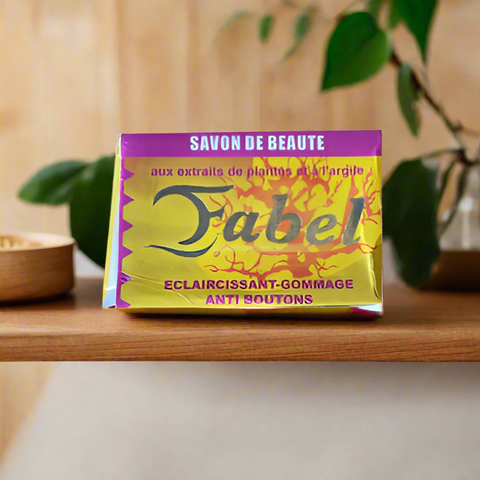 SAVON DE BEAUTE
aux extraits de plantes et à l'argile
Fabel
ECLAIRCISSANT-GOMMAGE
ANTI BOUTONS